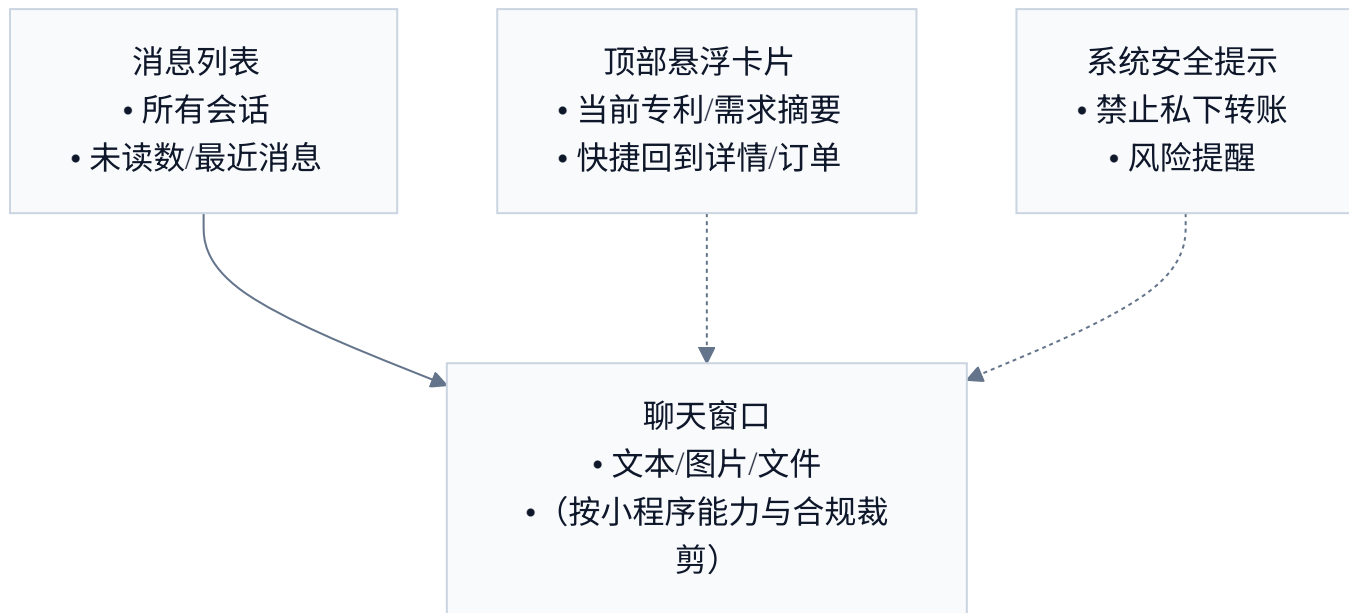 消息列表
• 所有会话
• 未读数/最近消息
顶部悬浮卡片
• 当前专利/需求摘要
• 快捷回到详情/订单
系统安全提示
• 禁止私下转账
• 风险提醒
聊天窗口
• 文本/图片/文件
•（按小程序能力与合规裁
剪）